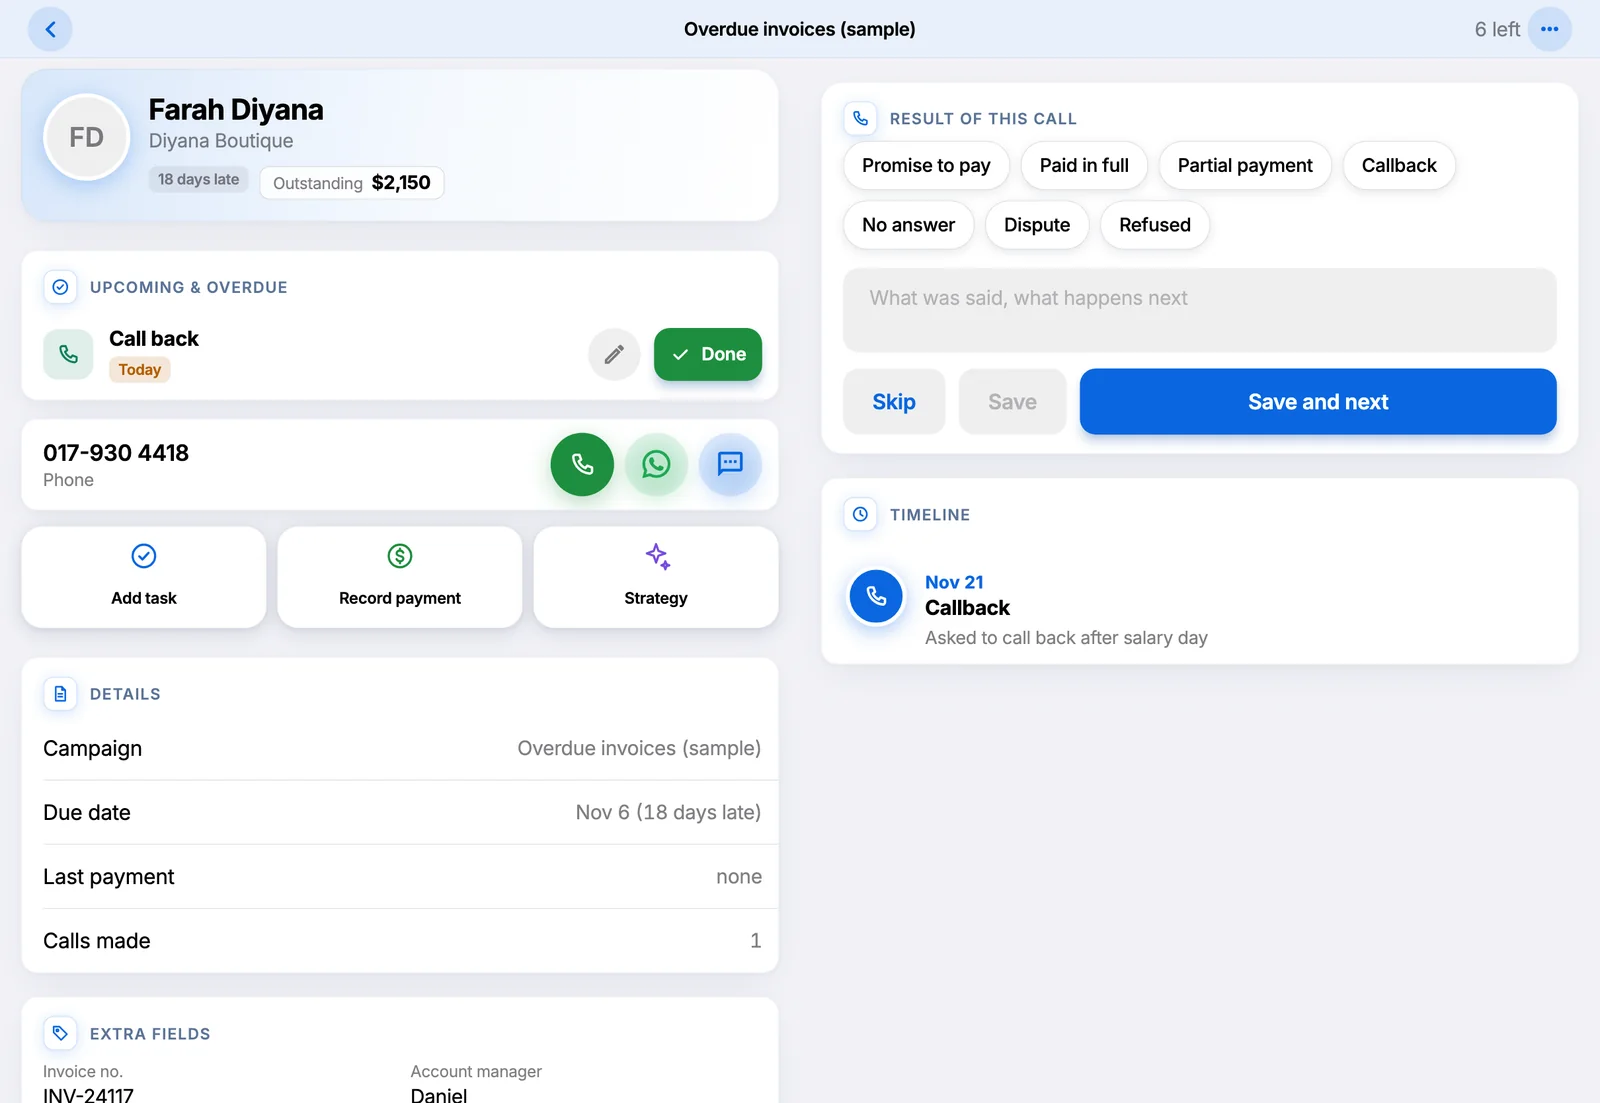 Overdue invoices (sample)
6 left
FD
Farah Diyana
Diyana Boutique
18 days late
Outstanding $2,150
UPCOMING & OVERDUE
Call back
Today
Done
017-930 4418
Phone
Add task
Record payment
Strategy
DETAILS
Campaign
Overdue invoices (sample)
Due date
Nov 6 (18 days late)
Last payment
none
Calls made
1
EXTRA FIELDS
Invoice no.
INV-24117
Account manager
Daniel
RESULT OF THIS CALL
Promise to pay
Paid in full
Partial payment
Callback
No answer
Dispute
Refused
What was said, what happens next
Skip
Save
Save and next
TIMELINE
Nov 21
Callback
Asked to call back after salary day